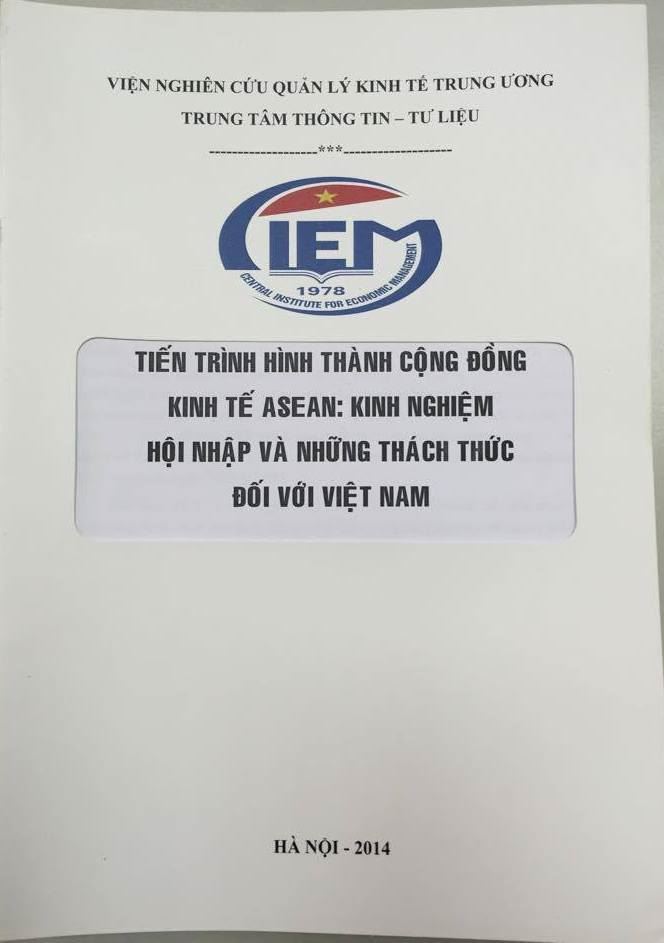 VIỆN NGHIÊN CỨU QUẢN LÝ KINH TẾ TRUNG ƯƠNG
TRUNG TÂM THÔNG TIN – TƯ LIỆU
-------------------***-------------------
CIEM
1978
CENTRAL INSTITUTE FOR ECONOMIC MANAGEMENT
TIẾN TRÌNH HÌNH THÀNH CỘNG ĐỒNG
KINH TẾ ASEAN: KINH NGHIỆM
HỘI NHẬP VÀ NHỮNG THÁCH THỨC
ĐỐI VỚI VIỆT NAM
HÀ NỘI - 2014